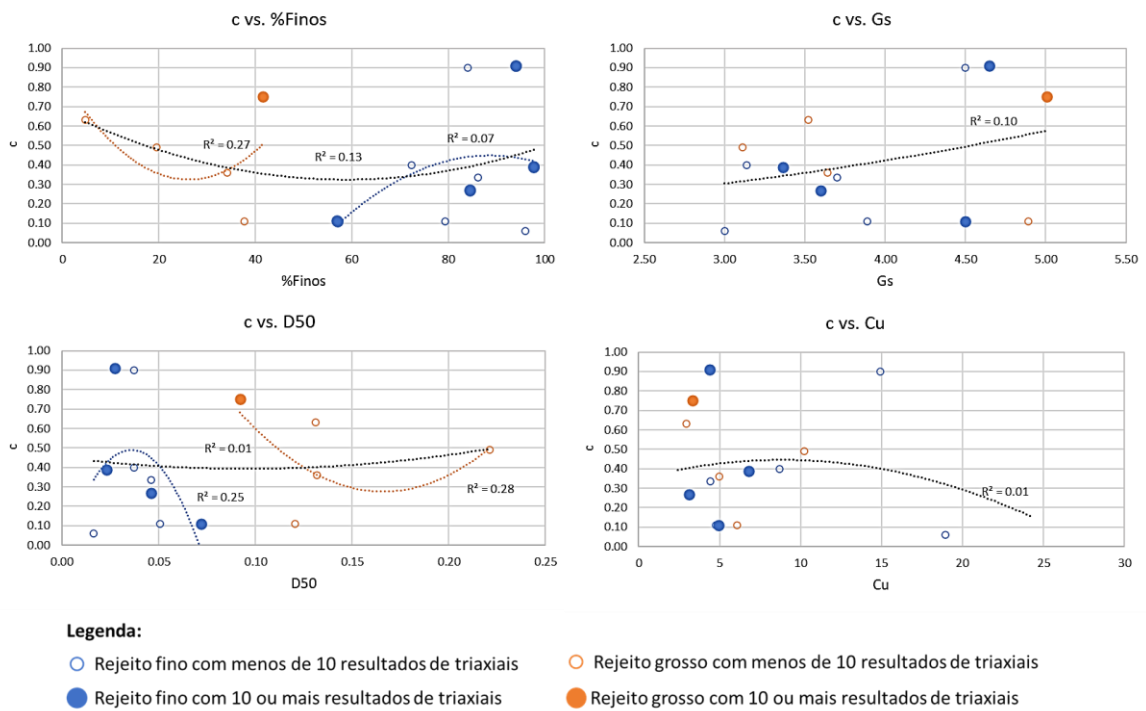 c vs. %Finos
1.00
0.90
0.80
0.70
0.60
0.50
0.40
0.30
0.20
0.10
0.00
c
R² = 0.27
R² = 0.13
R² = 0.07
0 20 40 60 80 100
%Finos
c vs. Gs
1.00
0.90
0.80
0.70
0.60
0.50
0.40
0.30
0.20
0.10
0.00
c
R² = 0.10
2.50 3.00 3.50 4.00 4.50 5.00 5.50
Gs
c vs. D50
1.00
0.90
0.80
0.70
0.60
0.50
0.40
0.30
0.20
0.10
0.00
c
R² = 0.01
R² = 0.25
R² = 0.28
0.00 0.05 0.10 0.15 0.20 0.25
D50
c vs. Cu
1.00
0.90
0.80
0.70
0.60
0.50
0.40
0.30
0.20
0.10
0.00
c
R² = 0.01
0 5 10 15 20 25 30
Cu
Legenda:
Rejeito fino com menos de 10 resultados de triaxiais
Rejeito grosso com menos de 10 resultados de triaxiais
Rejeito fino com 10 ou mais resultados de triaxiais
Rejeito grosso com 10 ou mais resultados de triaxiais